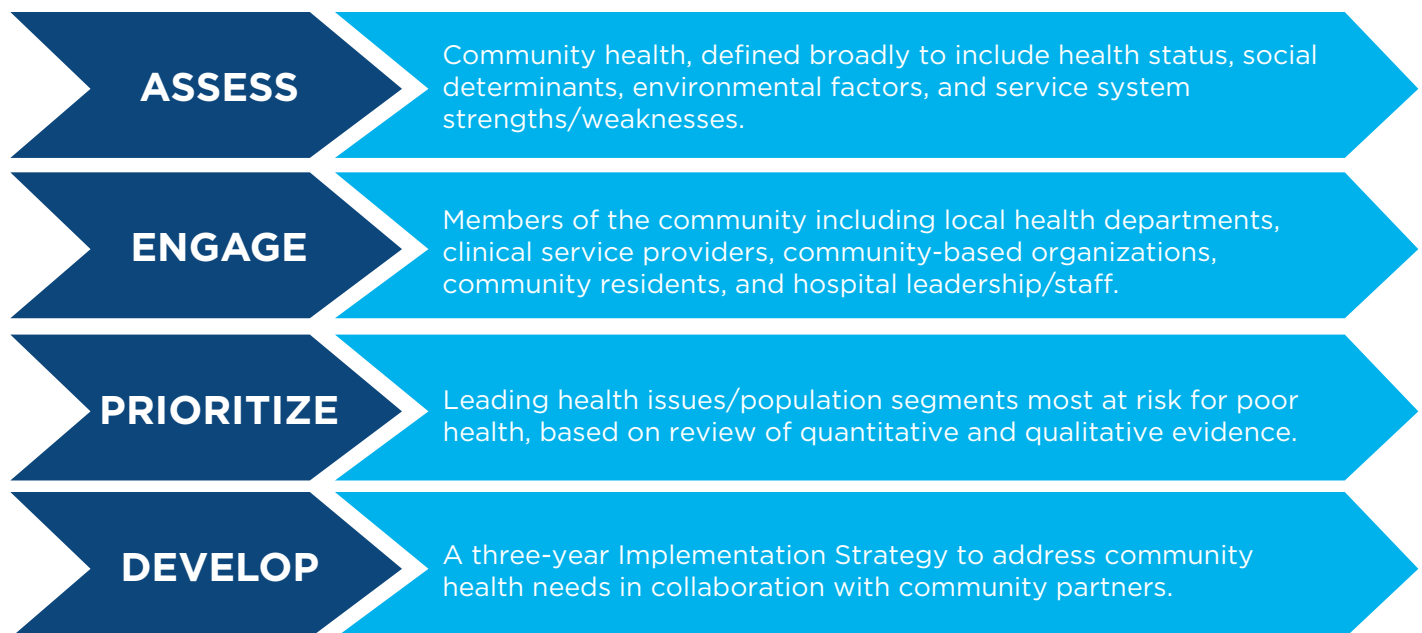 ASSESS
Community health, defined broadly to include health status, social
determinants, environmental factors, and service system
strengths/weaknesses.
ENGAGE
Members of the community including local health departments,
clinical service providers, community-based organizations,
community residents, and hospital leadership/staff.
PRIORITIZE
Leading health issues/population segments most at risk for poor
health, based on review of quantitative and qualitative evidence.
DEVELOP
A three-year Implementation Strategy to address community
health needs in collaboration with community partners.